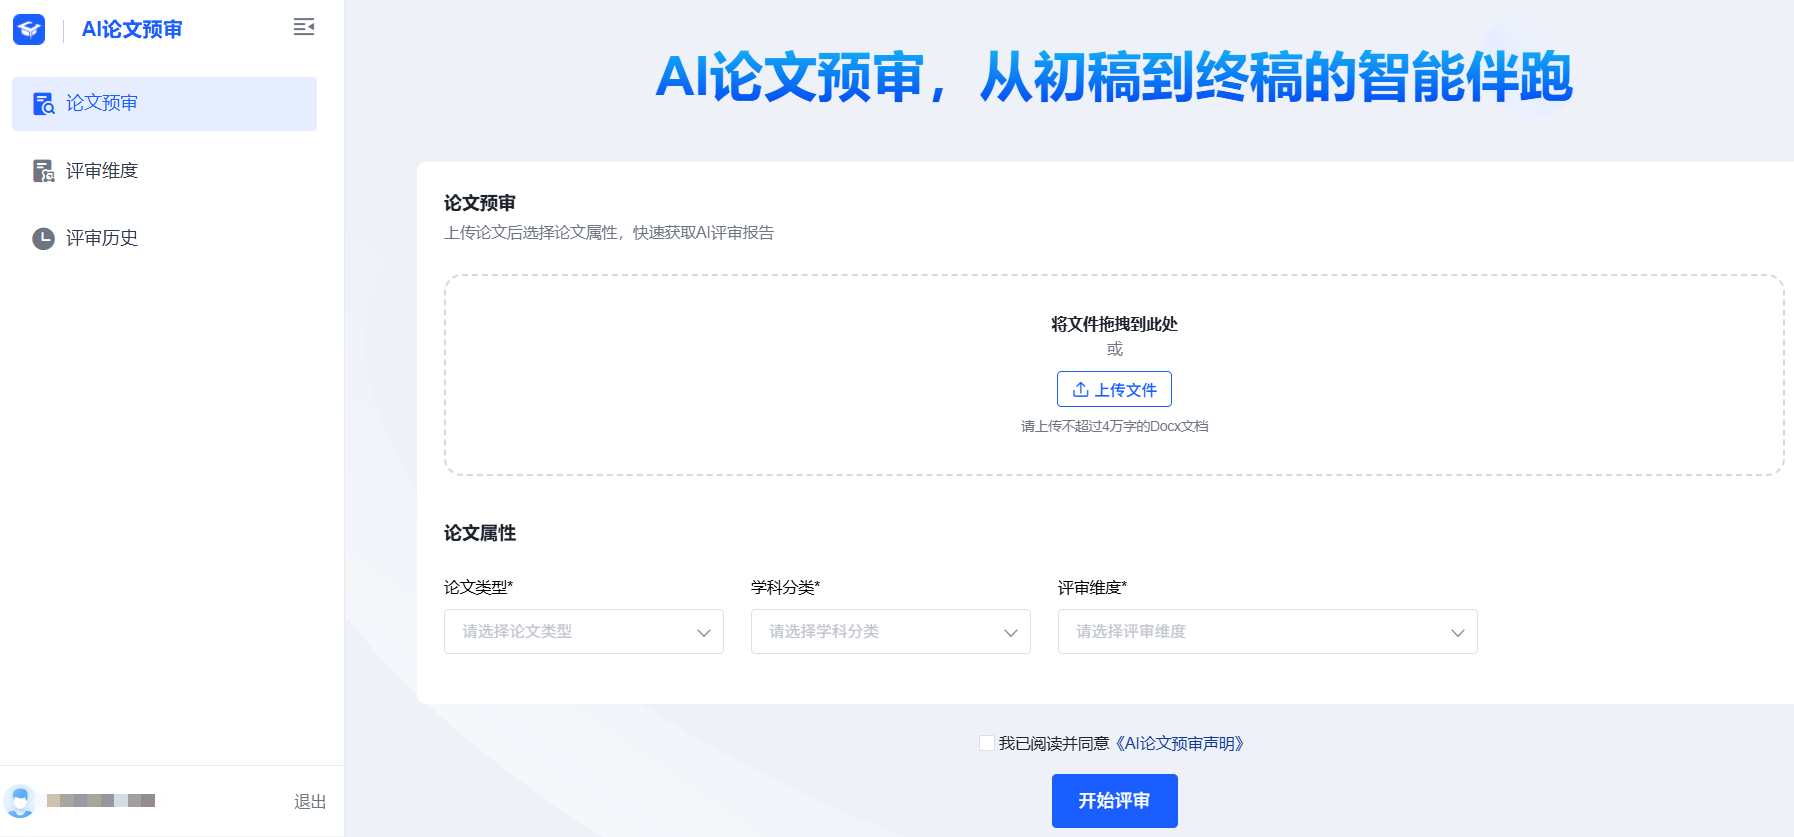 AI论文预审
论文预审
评审维度
评审历史
退出
AI论文预审，从初稿到终稿的智能伴跑
论文预审
上传论文后选择论文属性，快速获取AI评审报告
将文件拖拽到此处
或
上传文件
请上传不超过4万字的Docx文档
论文属性
论文类型* 学科分类* 评审维度*
请选择论文类型 请选择学科分类 请选择评审维度
我已阅读并同意《AI论文预审声明》
开始评审